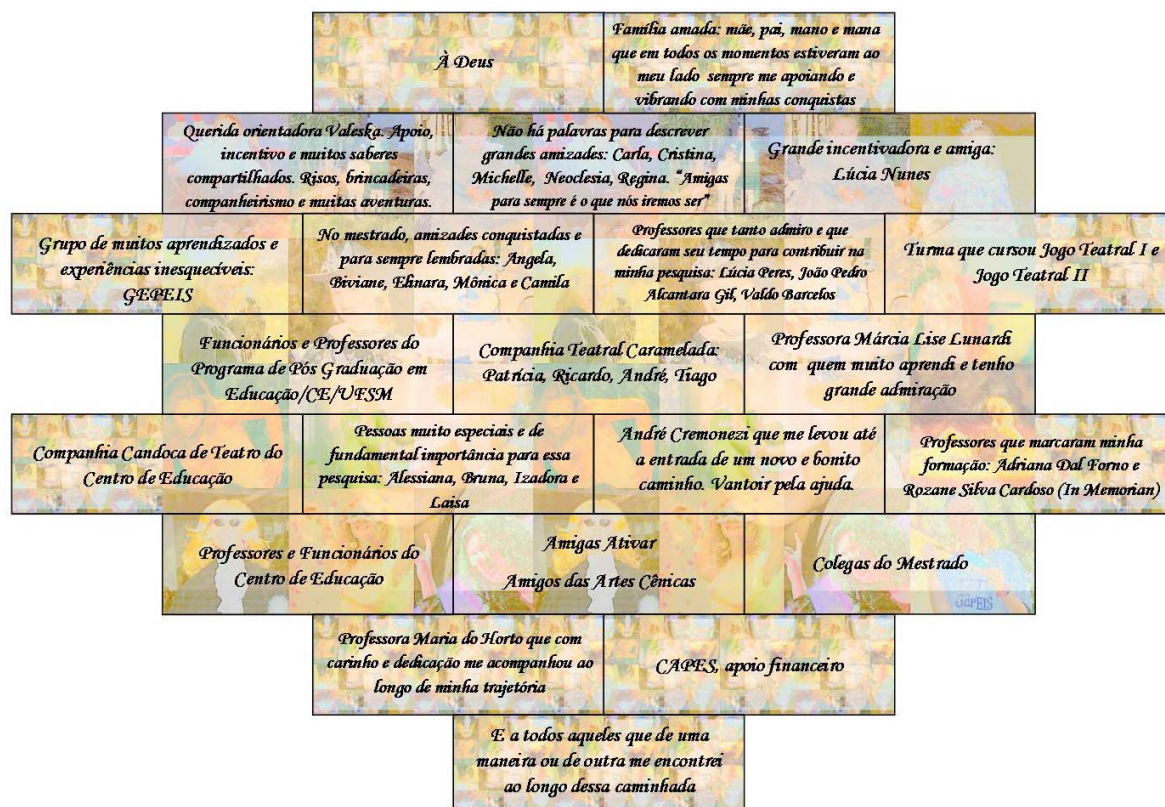 À Deus
Família amada: mãe, pai, mano e mana
que em todos os momentos estiveram ao
meu lado sempre me apoiando e
vibrando com minhas conquistas
Querida orientadora Valeska. Apoio,
incentivo e muitos saberes
compartilhados. Risos, brincadeiras,
companheirismo e muitas aventuras.
Não há palavras para descrever
grandes amizades: Carla, Cristina,
Michelle, Neoclesia, Regina. "Amigas
para sempre é o que nós iremos ser"
Grande incentivadora e amiga:
Lúcia Nunes
Grupo de muitos aprendizados e
experiências inesquecíveis:
GEPEIS
No mestrado, amizades conquistadas e
para sempre lembradas: Angela,
Biviane, Elinara, Mônica e Camila
Professores que tanto admiro e que
dedicaram seu tempo para contribuir na
minha pesquisa: Lúcia Peres, João Pedro
Alcantara Gil, Valdo Barcelos
Turma que cursou Jogo Teatral I e
Jogo Teatral II
Funcionários e Professores do
Programa de Pós Graduação em
Educação/CE/UFSM
Companhia Teatral Caramelada:
Patrícia, Ricardo, André, Tiago
Professora Márcia Lise Lunardi
com quem muito aprendi e tenho
grande admiração
Companhia Candoca de Teatro do
Centro de Educação
Pessoas muito especiais e de
fundamental importância para essa
pesquisa: Alessiana, Bruna, Izadora e
Laisa
André Cremonezi que me levou até
a entrada de um novo e bonito
caminho. Vantoir pela ajuda.
Professores que marcaram minha
formação: Adriana Dal Forno e
Rozane Silva Cardoso (In Memorian)
Professores e Funcionários do
Centro de Educação
Amigas Ativar
Amigos das Artes Cênicas
Colegas do Mestrado
GEPEIS
Professora Maria do Horto que com
carinho e dedicação me acompanhou ao
longo de minha trajetória
CAPES, apoio financeiro
E a todos aqueles que de uma
maneira ou de outra me encontrei
ao longo dessa caminhada